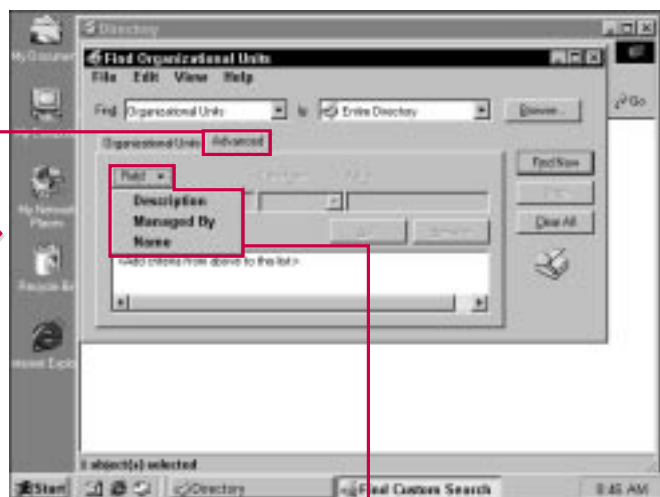 Directory
My Documen
Find Organizational Units
File Edit View Help
Find: Organizational Units In: Entire Directory Browse...
Go
Organizational Units Advanced
Field
Find Now
Description
Managed By
Name
Clear All
My Network
Places
<Add criteria from above to this list>
Recycle Bin
Internet Explo
1 object(s) selected
Start Directory Find Custom Search 8:45 AM